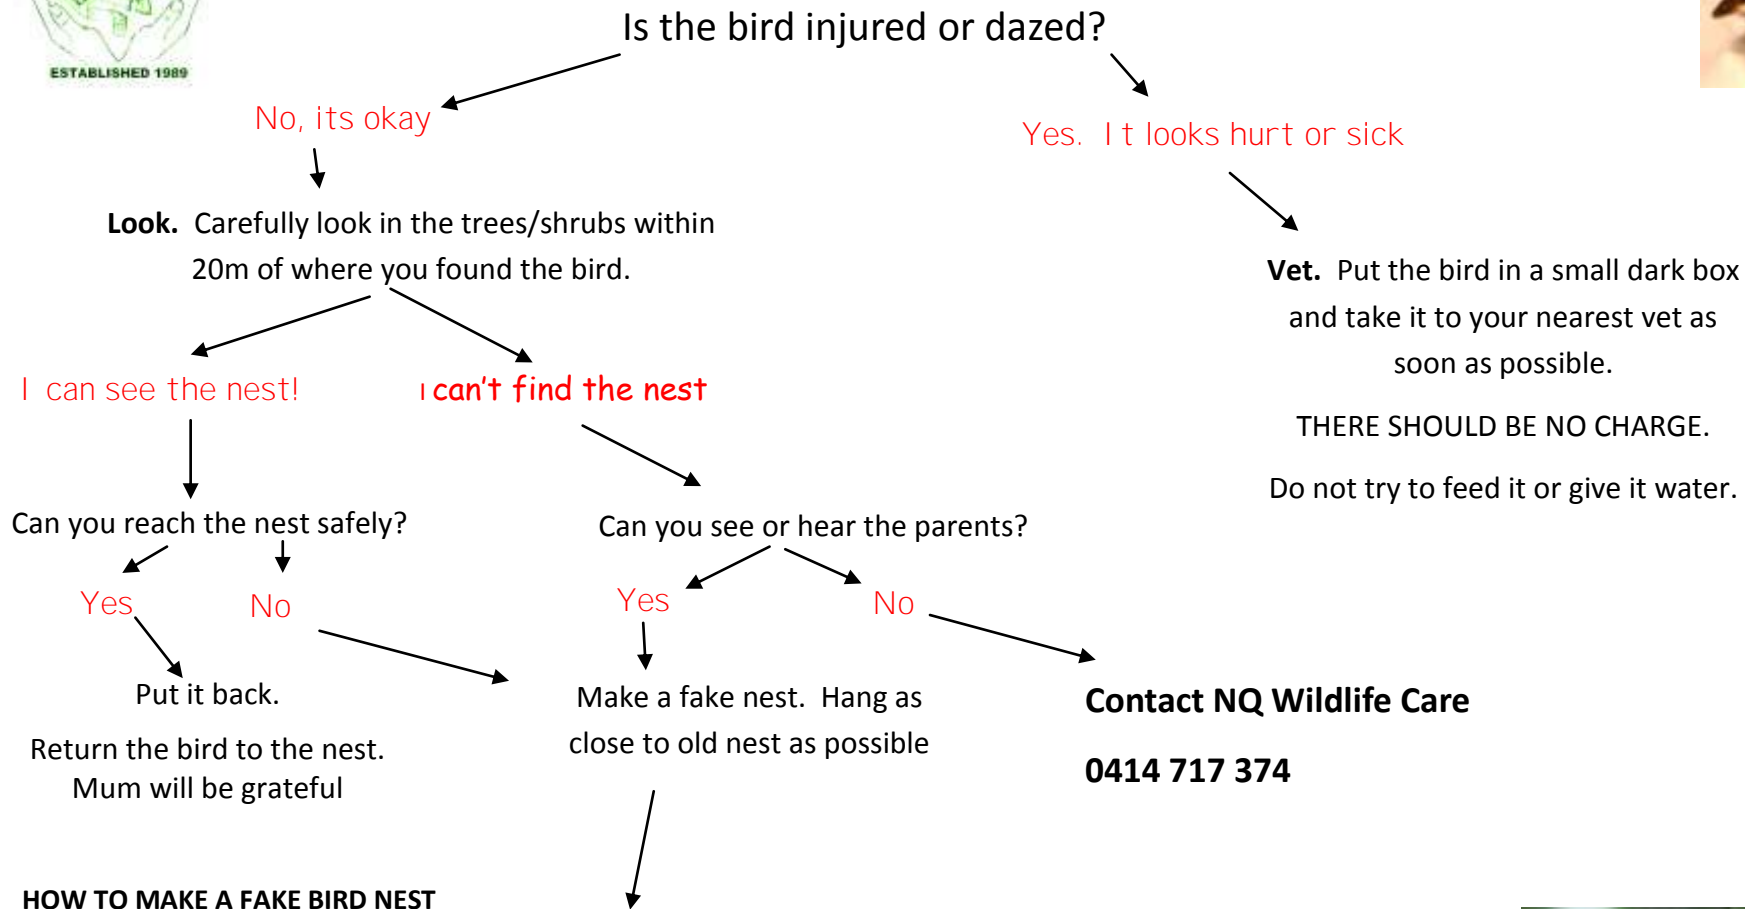 ESTABLISHED 1989
Is the bird injured or dazed?
No, its okay
Yes. It looks hurt or sick
Look. Carefully look in the trees/shrubs within
20m of where you found the bird.
Vet. Put the bird in a small dark box
and take it to your nearest vet as
soon as possible.
THERE SHOULD BE NO CHARGE.
Do not try to feed it or give it water.
I can see the nest!
I can't find the nest
Can you reach the nest safely?
Can you see or hear the parents?
Yes
No
Yes
No
Put it back.
Return the bird to the nest.
Mum will be grateful
Make a fake nest. Hang as
close to old nest as possible
Contact NQ Wildlife Care
0414 717 374
HOW TO MAKE A FAKE BIRD NEST